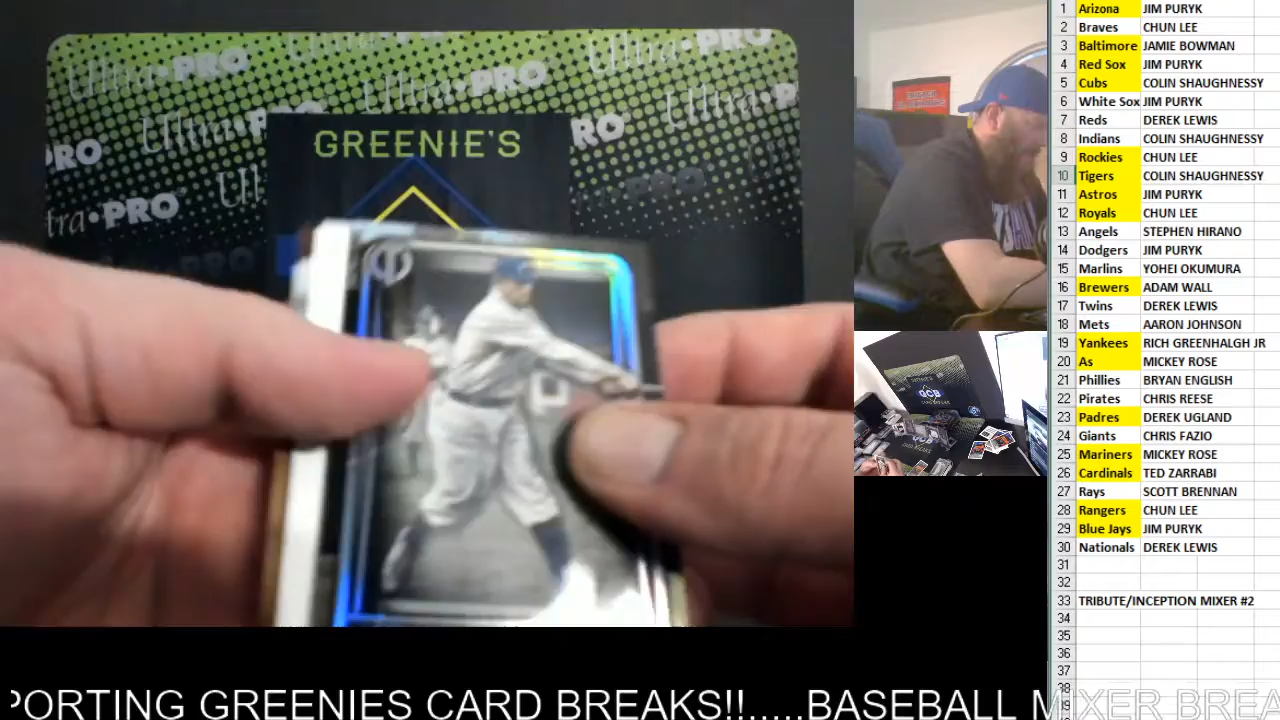 Ultra•PRO
GREENIE'S
1 Arizona JIM PURYK
2 Braves CHUN LEE
3 Baltimore JAMIE BOWMAN
4 Red Sox JIM PURYK
5 Cubs COLIN SHAUGHNESSY
6 White Sox JIM PURYK
7 Reds DEREK LEWIS
8 Indians COLIN SHAUGHNESSY
9 Rockies CHUN LEE
10 Tigers COLIN SHAUGHNESSY
11 Astros JIM PURYK
12 Royals CHUN LEE
13 Angels STEPHEN HIRANO
14 Dodgers JIM PURYK
15 Marlins YOHEI OKUMURA
16 Brewers ADAM WALL
17 Twins DEREK LEWIS
18 Mets AARON JOHNSON
19 Yankees RICH GREENHALGH JR
20 As MICKEY ROSE
21 Phillies BRYAN ENGLISH
22 Pirates CHRIS REESE
23 Padres DEREK UGLAND
24 Giants CHRIS FAZIO
25 Mariners MICKEY ROSE
26 Cardinals TED ZARRABI
27 Rays SCOTT BRENNAN
28 Rangers CHUN LEE
29 Blue Jays JIM PURYK
30 Nationals DEREK LEWIS
31
32
33 TRIBUTE/INCEPTION MIXER #2
34
35
36
37
38
PORTING GREENIES CARD BREAKS!!.....BASEBALL MIXER BREA